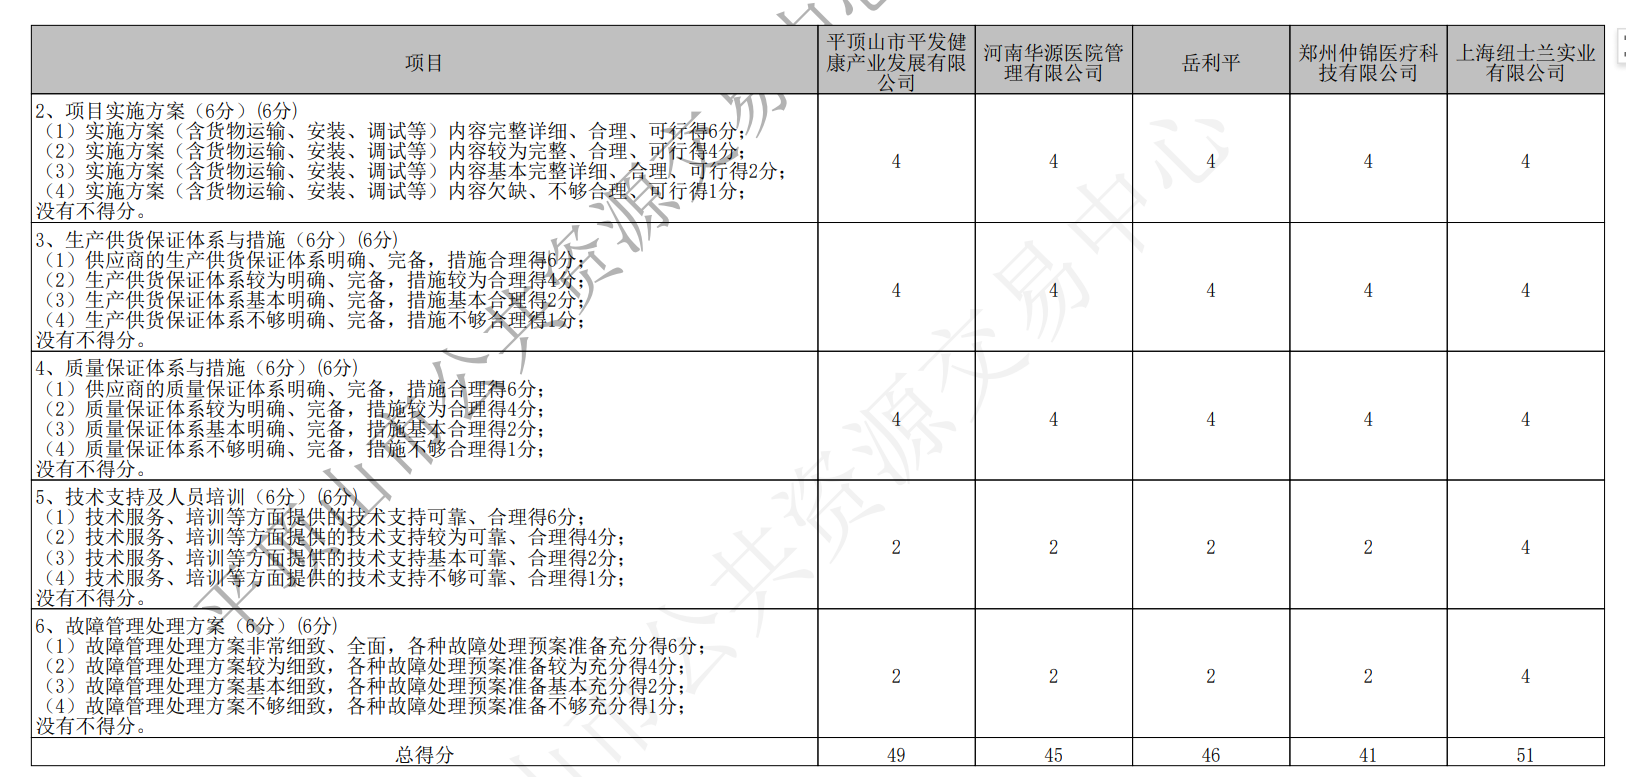 项目
平顶山市平发健
康产业发展有限
公司
河南华源医院管
理有限公司
岳利平
郑州仲锦医疗科
技有限公司
上海纽士兰实业
有限公司
2、项目实施方案（6分）(6分)
（1）实施方案（含货物运输、安装、调试等）内容完整详细、合理、可行得6分；
（2）实施方案（含货物运输、安装、调试等）内容较为完整、合理、可行得4分；
（3）实施方案（含货物运输、安装、调试等）内容基本完整详细、合理、可行得2分；
（4）实施方案（含货物运输、安装、调试等）内容欠缺、不够合理、可行得1分；
没有不得分。
4 4 4 4 4
3、生产供货保证体系与措施（6分）(6分)
（1）供应商的生产供货保证体系明确、完备，措施合理得6分；
（2）生产供货保证体系较为明确、完备，措施较为合理得4分；
（3）生产供货保证体系基本明确、完备，措施基本合理得2分；
（4）生产供货保证体系不够明确、完备，措施不够合理得1分；
没有不得分。
4 4 4 4 4
4、质量保证体系与措施（6分）(6分)
（1）供应商的质量保证体系明确、完备，措施合理得6分；
（2）质量保证体系较为明确、完备，措施较为合理得4分；
（3）质量保证体系基本明确、完备，措施基本合理得2分；
（4）质量保证体系不够明确、完备，措施不够合理得1分；
没有不得分。
4 4 4 4 4
5、技术支持及人员培训（6分）(6分)
（1）技术服务、培训等方面提供的技术支持可靠、合理得6分；
（2）技术服务、培训等方面提供的技术支持较为可靠、合理得4分；
（3）技术服务、培训等方面提供的技术支持基本可靠、合理得2分；
（4）技术服务、培训等方面提供的技术支持不够可靠、合理得1分；
没有不得分。
2 2 2 2 4
6、故障管理处理方案（6分）(6分)
（1）故障管理处理方案非常细致、全面，各种故障处理预案准备充分得6分；
（2）故障管理处理方案较为细致，各种故障处理预案准备较为充分得4分；
（3）故障管理处理方案基本细致，各种故障处理预案准备基本充分得2分；
（4）故障管理处理方案不够细致，各种故障处理预案准备不够充分得1分；
没有不得分。
2 2 2 2 4
总得分 49 45 46 41 51
平顶山市公共资源交易中心
山市公共资源交易中心